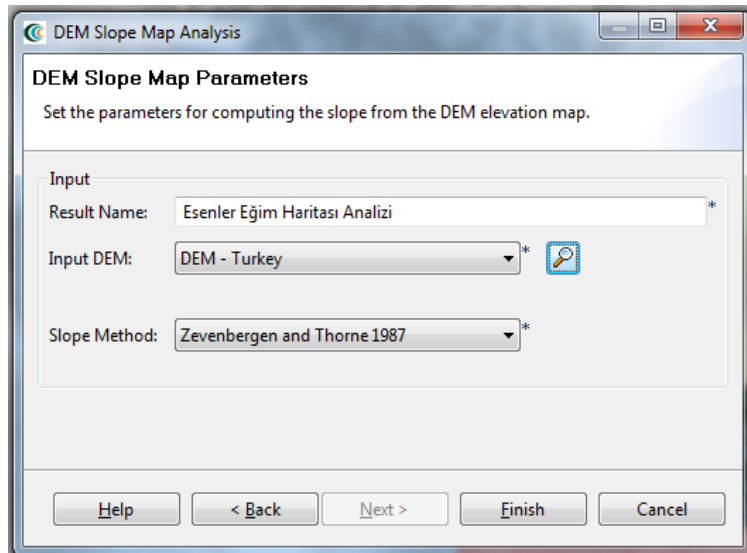 DEM Slope Map Analysis
DEM Slope Map Parameters
Set the parameters for computing the slope from the DEM elevation map.
Input
Result Name: Esenler Eğim Haritası Analizi *
Input DEM: DEM - Turkey *
Slope Method: Zevenbergen and Thorne 1987 *
Help < Back Next > Finish Cancel